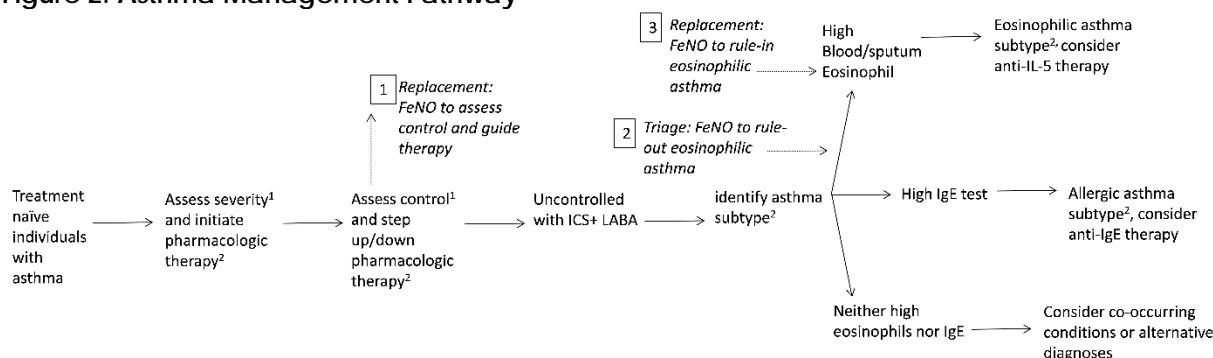 Figure 2. Asthma Management Pathway
3
Replacement:
FeNO to rule-in
eosinophilic
asthma
High
Blood/sputum
Eosinophil
Eosinophilic asthma
subtype², consider
anti-IL-5 therapy
1
Replacement:
FeNO to assess
control and guide
therapy
2
Triage: FeNO to rule-
out eosinophilic
asthma
Treatment
naïve
individuals
with
asthma
Assess severity¹
and initiate
pharmacologic
therapy²
Assess control¹
and step
up/down
pharmacologic
therapy²
Uncontrolled
with ICS+ LABA
identify asthma
subtype²
High IgE test
Allergic asthma
subtype², consider
anti-IgE therapy
Neither high
eosinophils nor IgE
Consider co-occurring
conditions or alternative
diagnoses